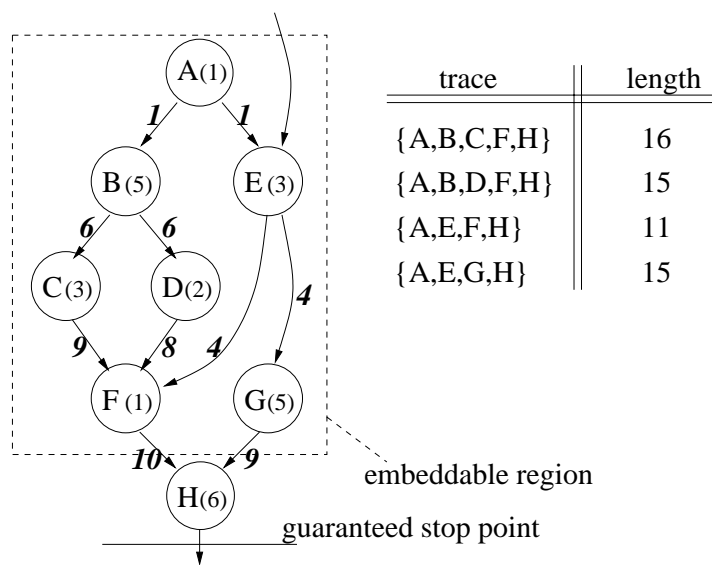 A(1)
1 1
B(5) E(3)
6 6
C(3) D(2)
4
9 8 4
F(1) G(5)
10 9
H(6)
embeddable region
guaranteed stop point
trace length
{A,B,C,F,H} 16
{A,B,D,F,H} 15
{A,E,F,H} 11
{A,E,G,H} 15